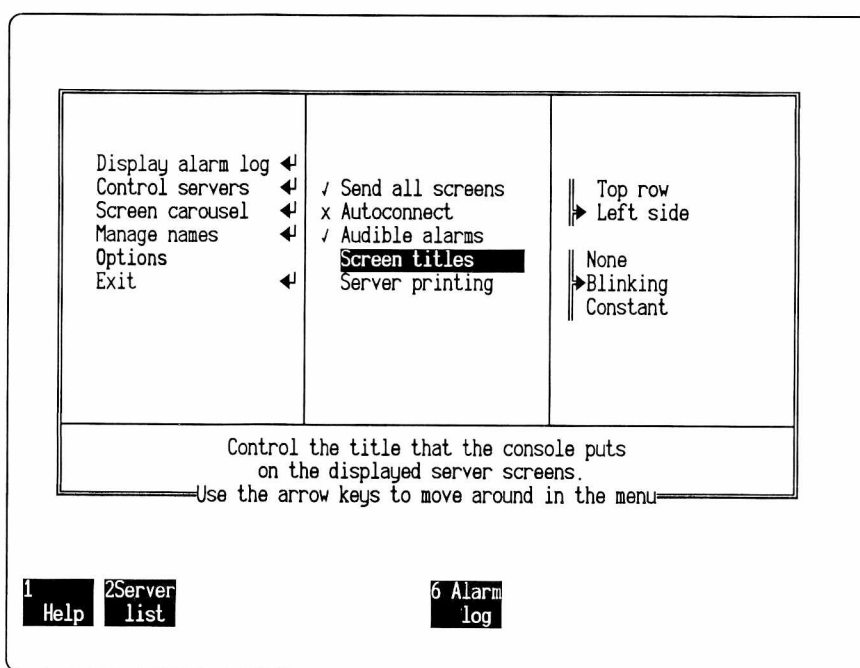 Display alarm log ↵
Control servers ↵
Screen carousel ↵
Manage names ↵
Options
Exit ↵
√ Send all screens
x Autoconnect
√ Audible alarms
Screen titles
Server printing
Top row
Left side
None
Blinking
Constant
Control the title that the console puts
on the displayed server screens.
Use the arrow keys to move around in the menu
1
Help
2Server
list
6 Alarm
log